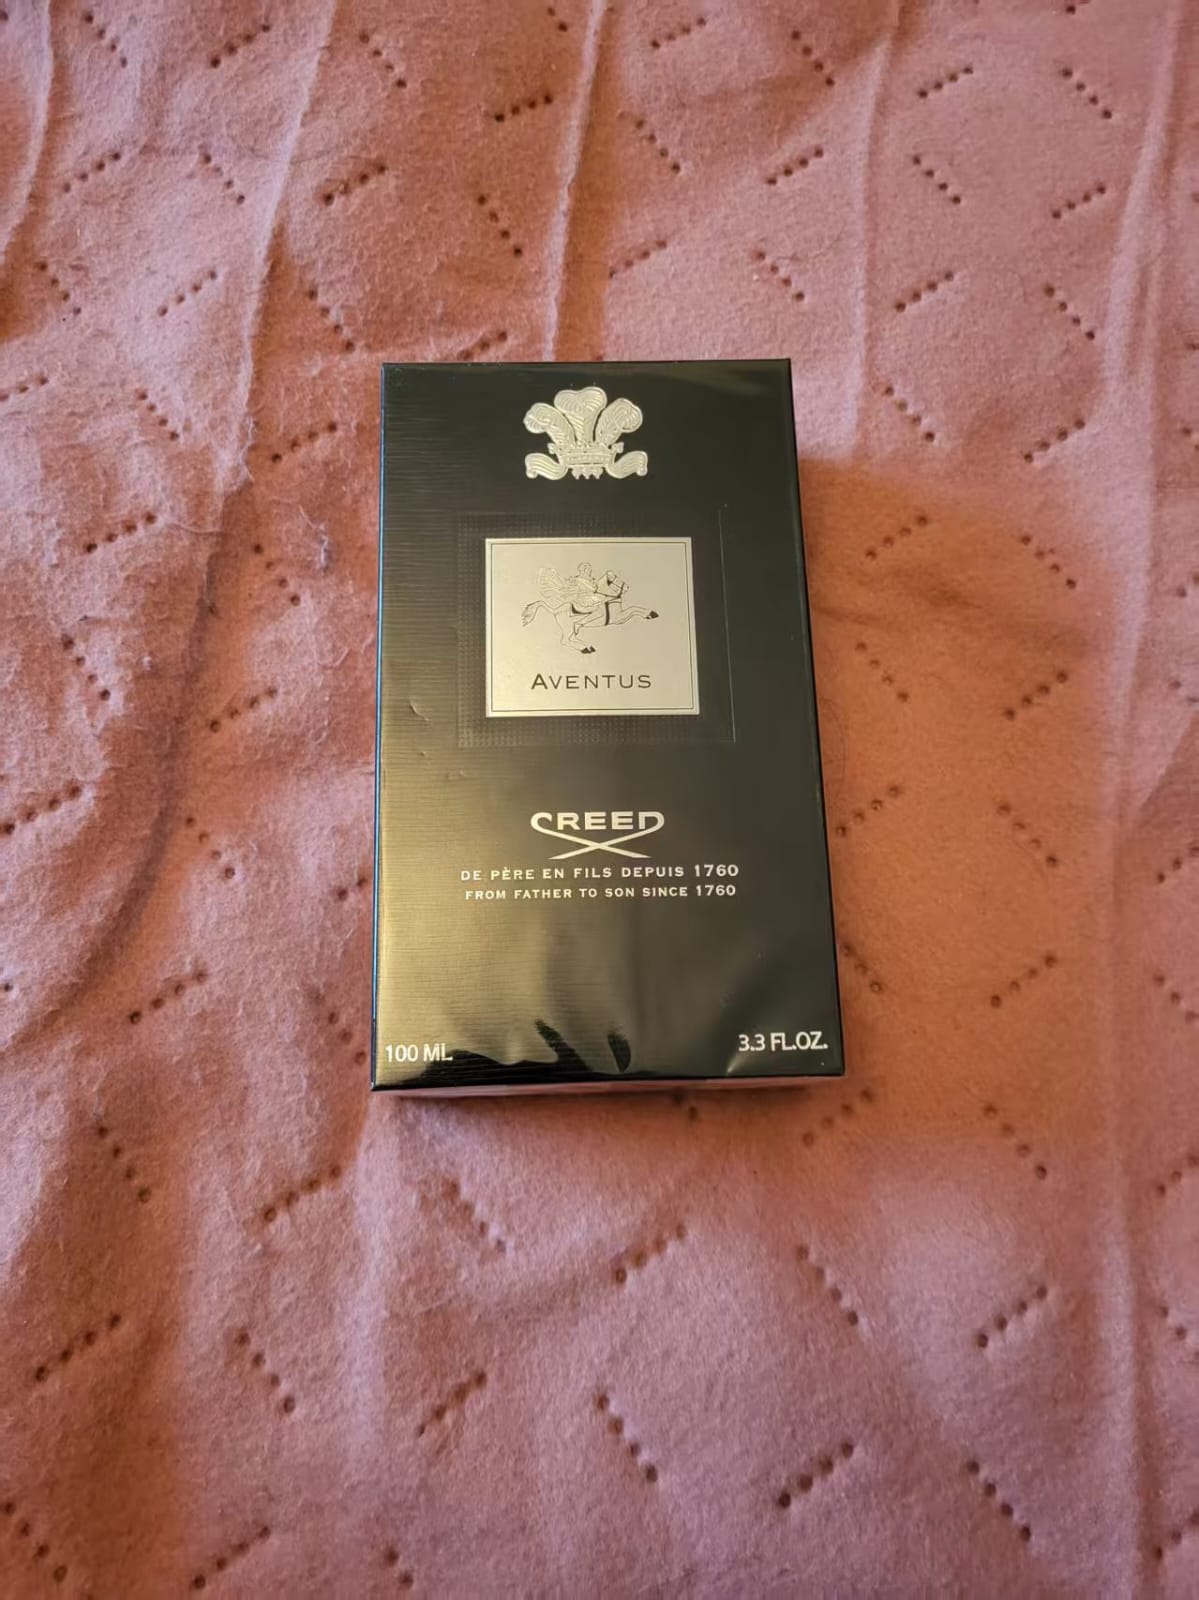 AVENTUS
CREED
DE PÈRE EN FILS DEPUIS 1760
FROM FATHER TO SON SINCE 1760
100 ML 3.3 FL.OZ.